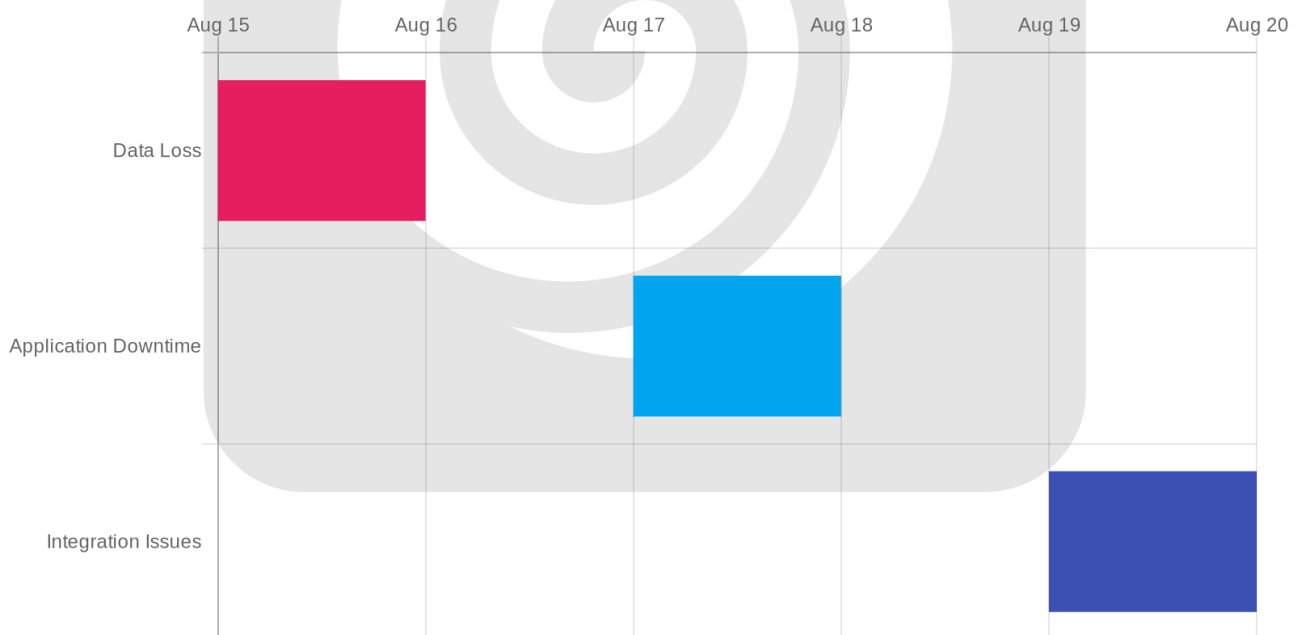 Aug 15 Aug 16 Aug 17 Aug 18 Aug 19 Aug 20
Data Loss
Application Downtime
Integration Issues